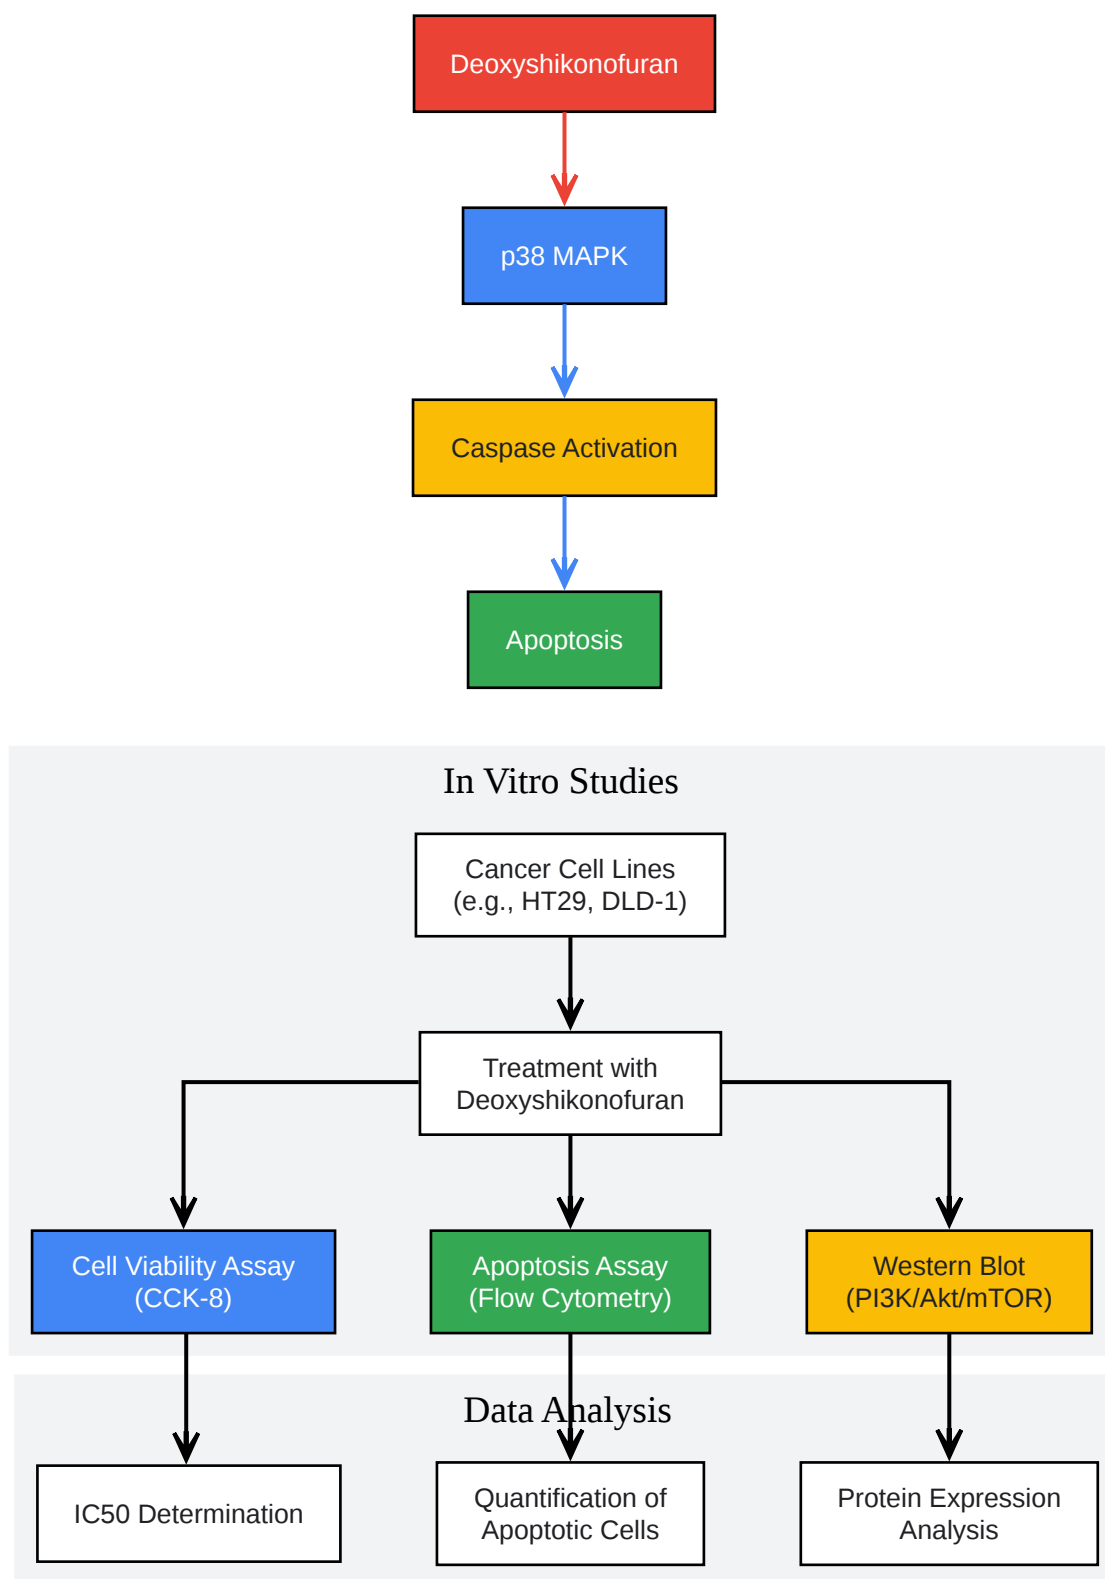 Deoxyshikonofuran
p38 MAPK
Caspase Activation
Apoptosis
In Vitro Studies
Cancer Cell Lines
(e.g., HT29, DLD-1)
Treatment with
Deoxyshikonofuran
Cell Viability Assay
(CCK-8)
Apoptosis Assay
(Flow Cytometry)
Western Blot
(PI3K/Akt/mTOR)
Data Analysis
IC50 Determination
Quantification of
Apoptotic Cells
Protein Expression
Analysis